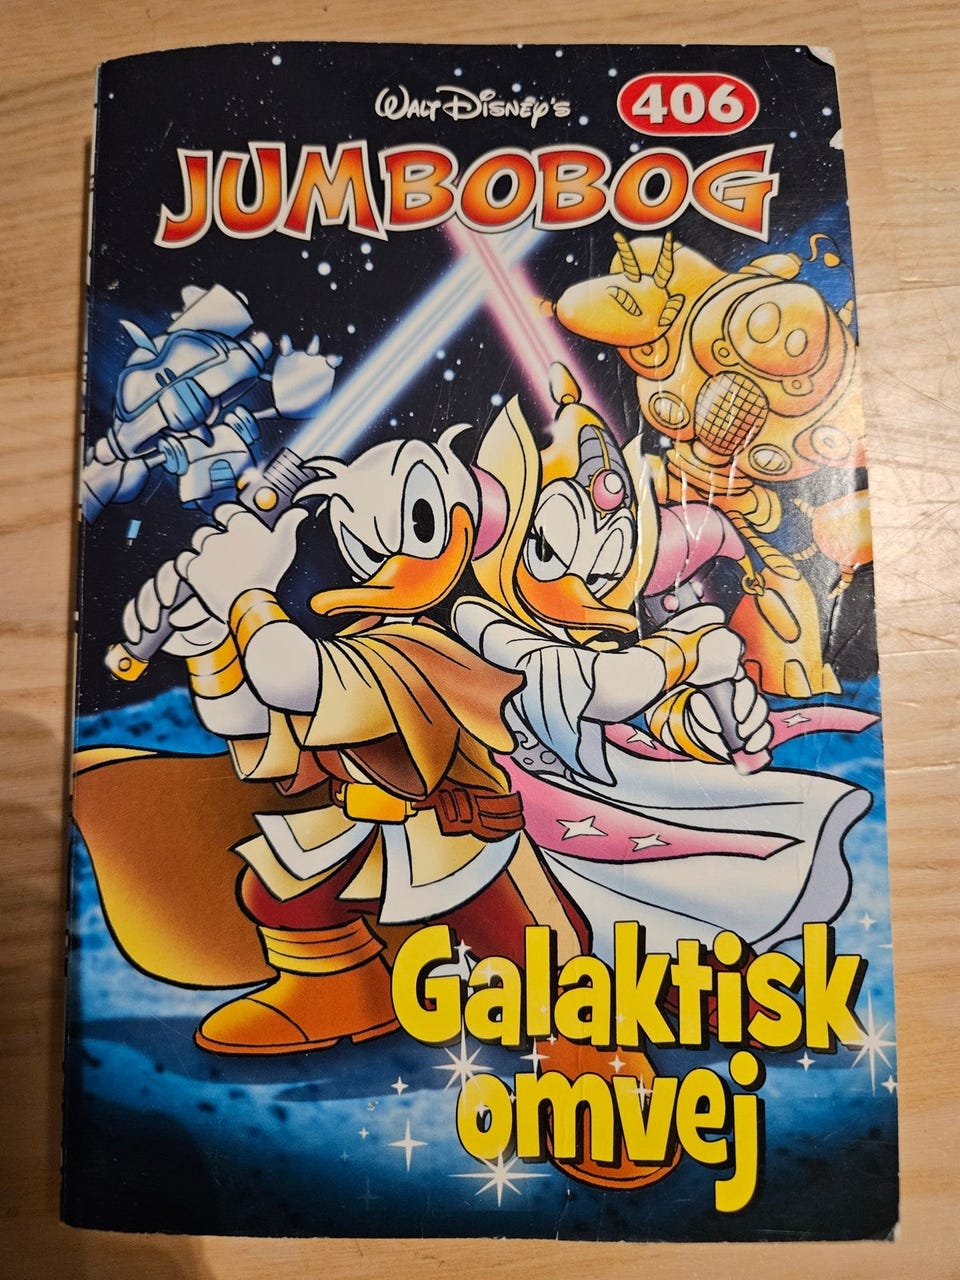 WALT DISNEY'S
406
JUMBOBOG
Galaktisk
omvej